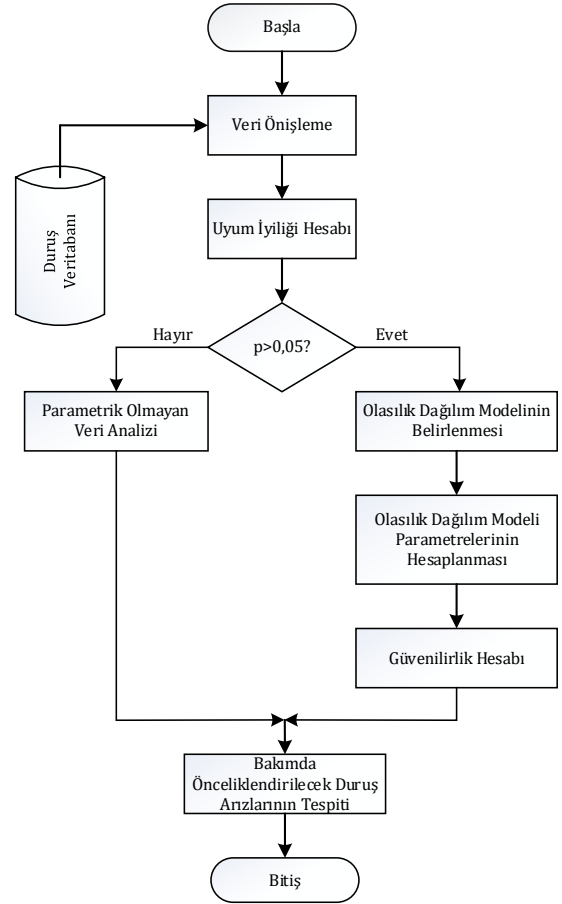 Başla
Veri Önişleme
Duruş
Veritabanı
Uyum İyiliği Hesabı
p>0,05?
Hayır
Evet
Parametrik Olmayan
Veri Analizi
Olasılık Dağılım Modelinin
Belirlenmesi
Olasılık Dağılım Modeli
Parametrelerinin
Hesaplanması
Güvenilirlik Hesabı
Bakımda
Önceliklendirilecek Duruş
Arızlarının Tespiti
Bitiş